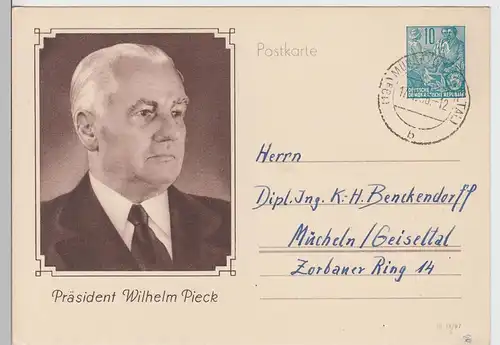 Postkarte
10
DEUTSCHE
DEMOKRATISCHE REPUBLIK
b
Herrn
Dipl. Ing. K.-H. Benckendorff
Mücheln/Geiseltal
Zorbauer Ring 14
Präsident Wilhelm Pieck